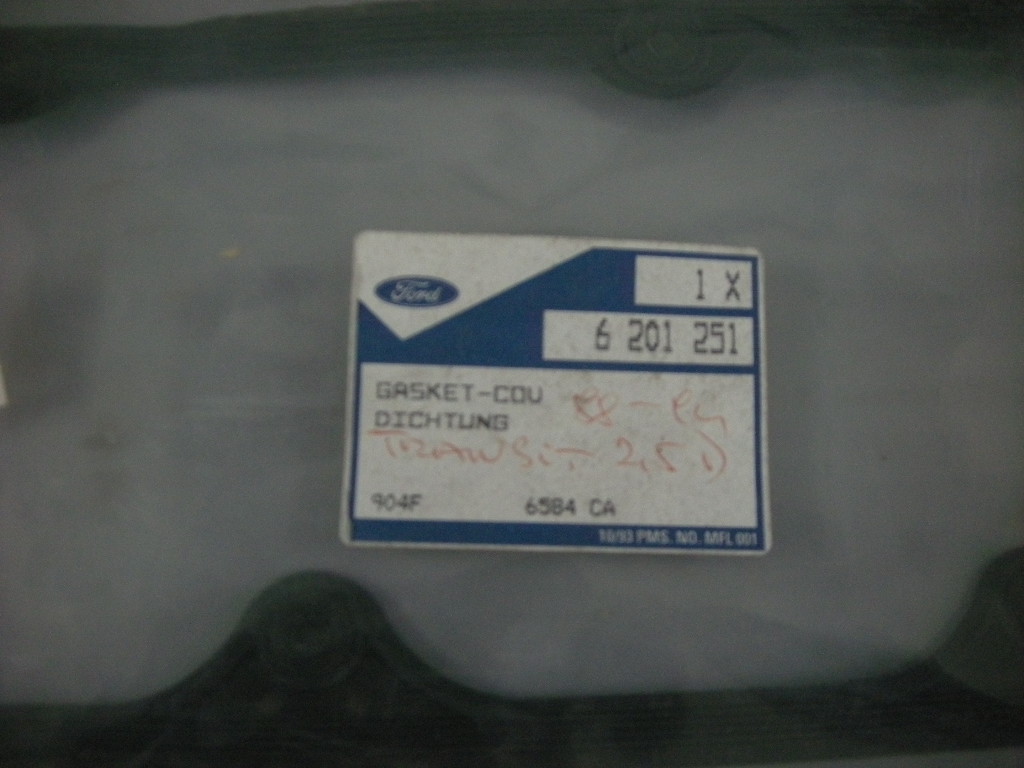 Ford
1 X
6 201 251
GASKET-COV
DICHTUNG
TRANSIT 2,5 D
904F 6584 CA
10/93 PMS. NO. MFL 001